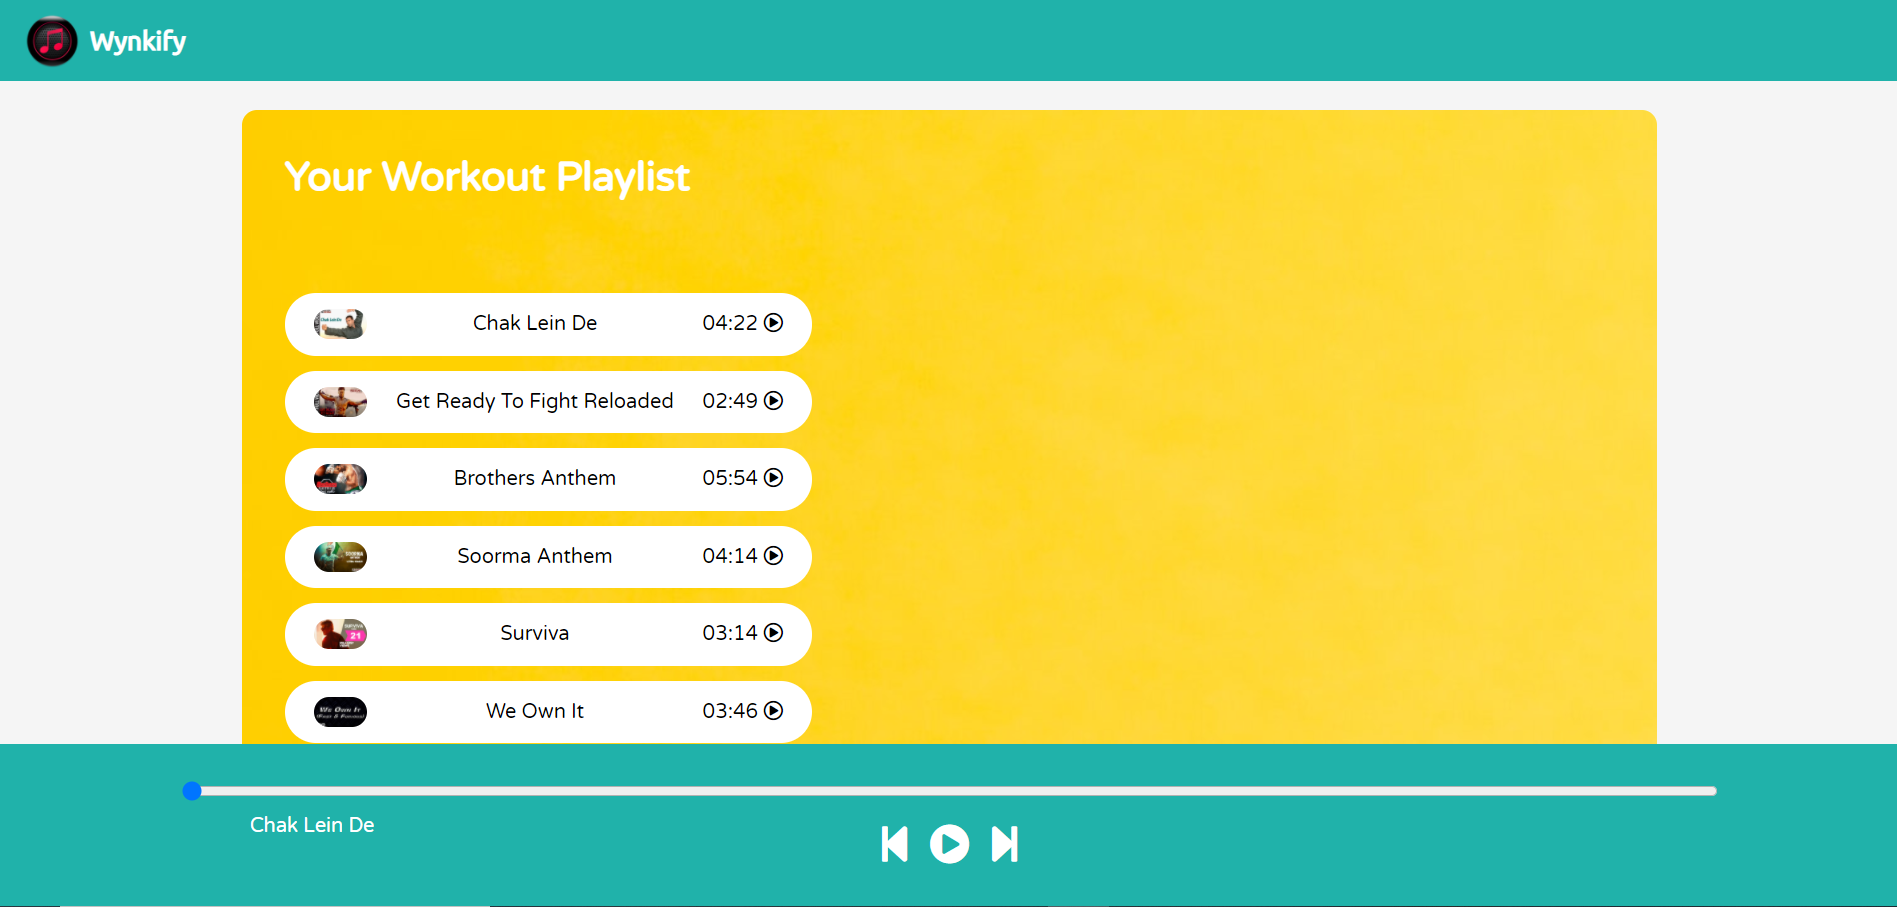 Wynkify
Your Workout Playlist
Chak Lein De 04:22
Get Ready To Fight Reloaded 02:49
Brothers Anthem 05:54
Soorma Anthem 04:14
Surviva 03:14
We Own It 03:46
Chak Lein De